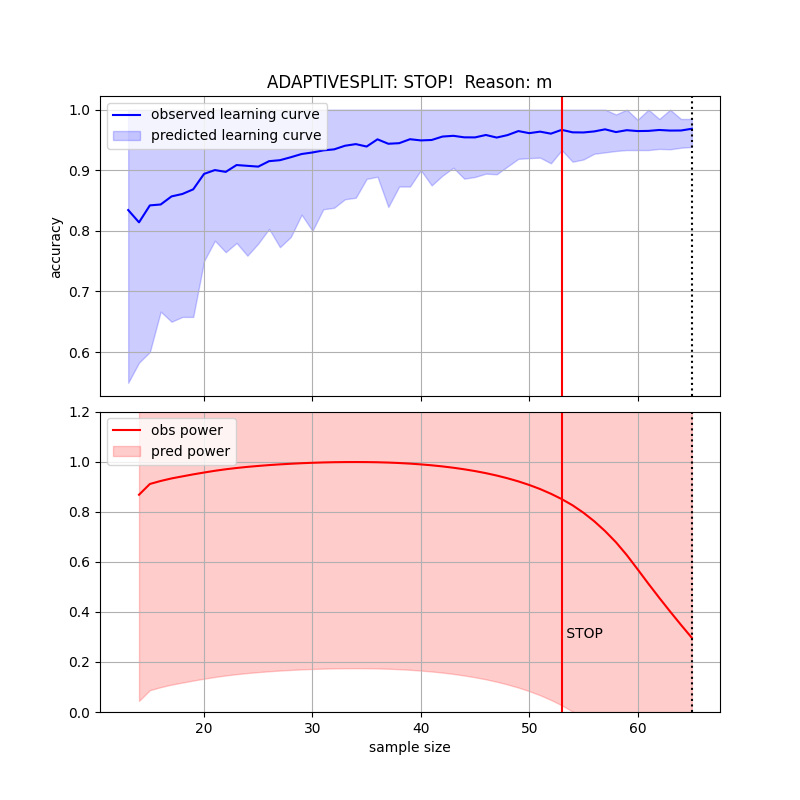 ADAPTIVESPLIT: STOP!  Reason: m
observed learning curve
predicted learning curve
1.0
0.9
0.8
0.7
0.6
accuracy
obs power
pred power
1.2
1.0
0.8
0.6
0.4
0.2
0.0
STOP
20 30 40 50 60
sample size